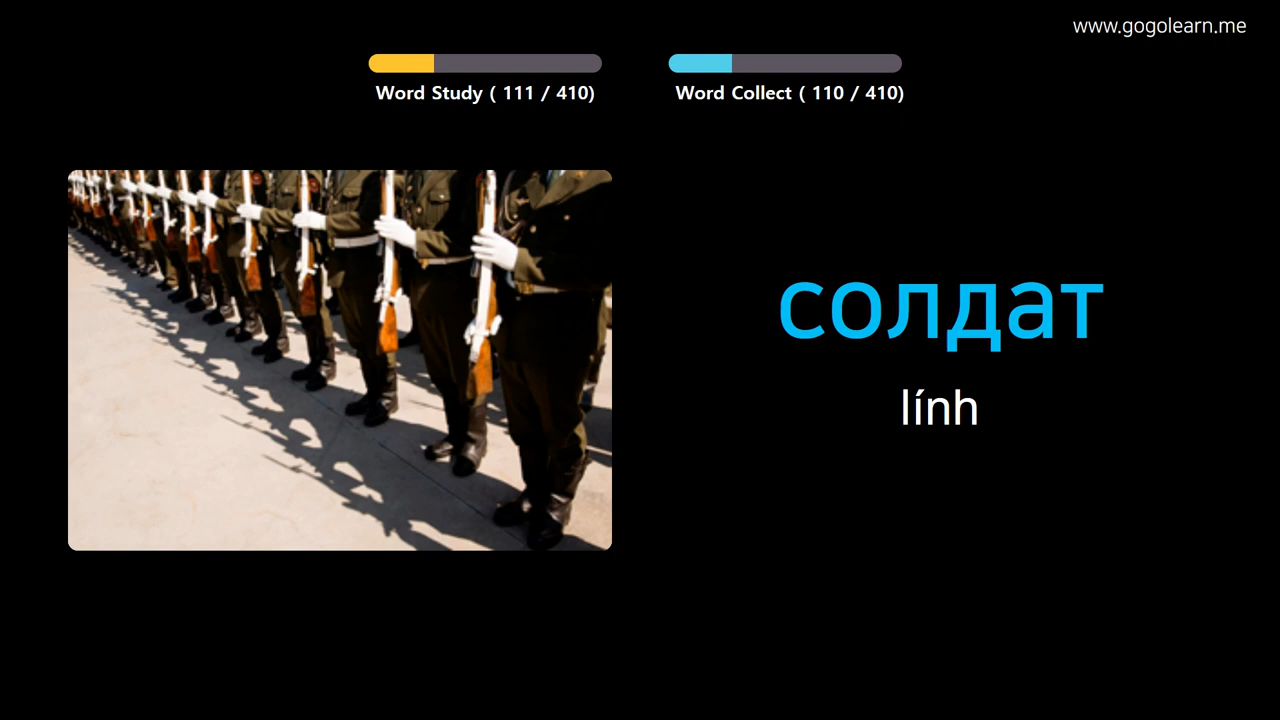 www.gogolearn.me
Word Study ( 111 / 410)
Word Collect ( 110 / 410)
солдат
lính